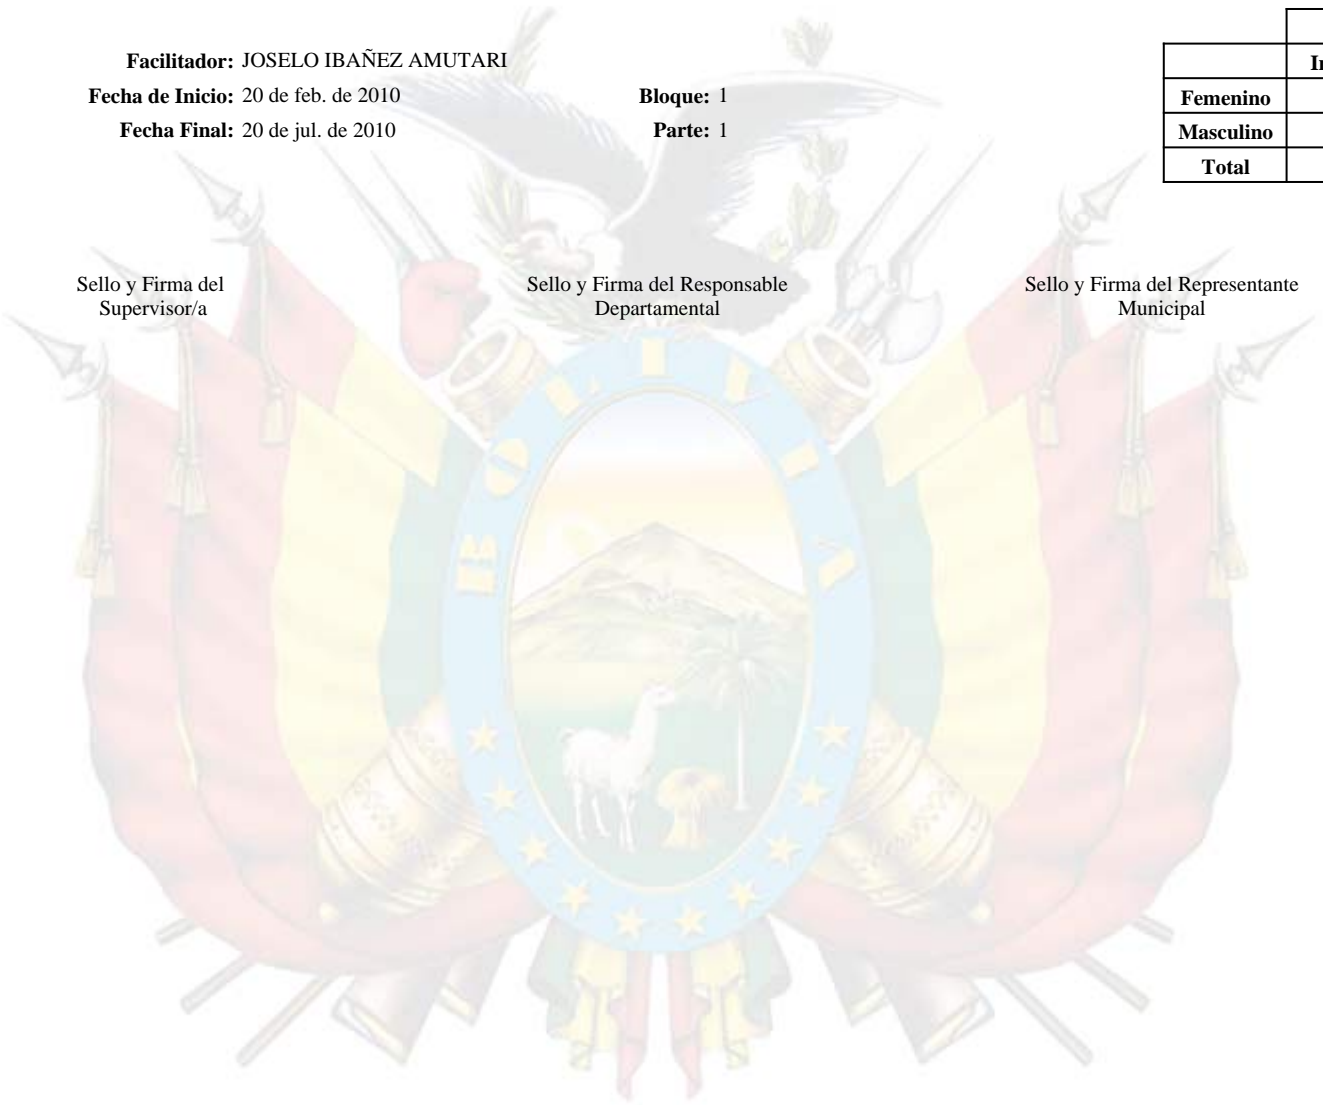 Facilitador: JOSELO IBAÑEZ AMUTARI
Fecha de Inicio: 20 de feb. de 2010 Bloque: 1
Fecha Final: 20 de jul. de 2010 Parte: 1
Femenino
Masculino
Total
Sello y Firma del
Supervisor/a
Sello y Firma del Responsable
Departamental
Sello y Firma del Representante
Municipal
BOLIVIA